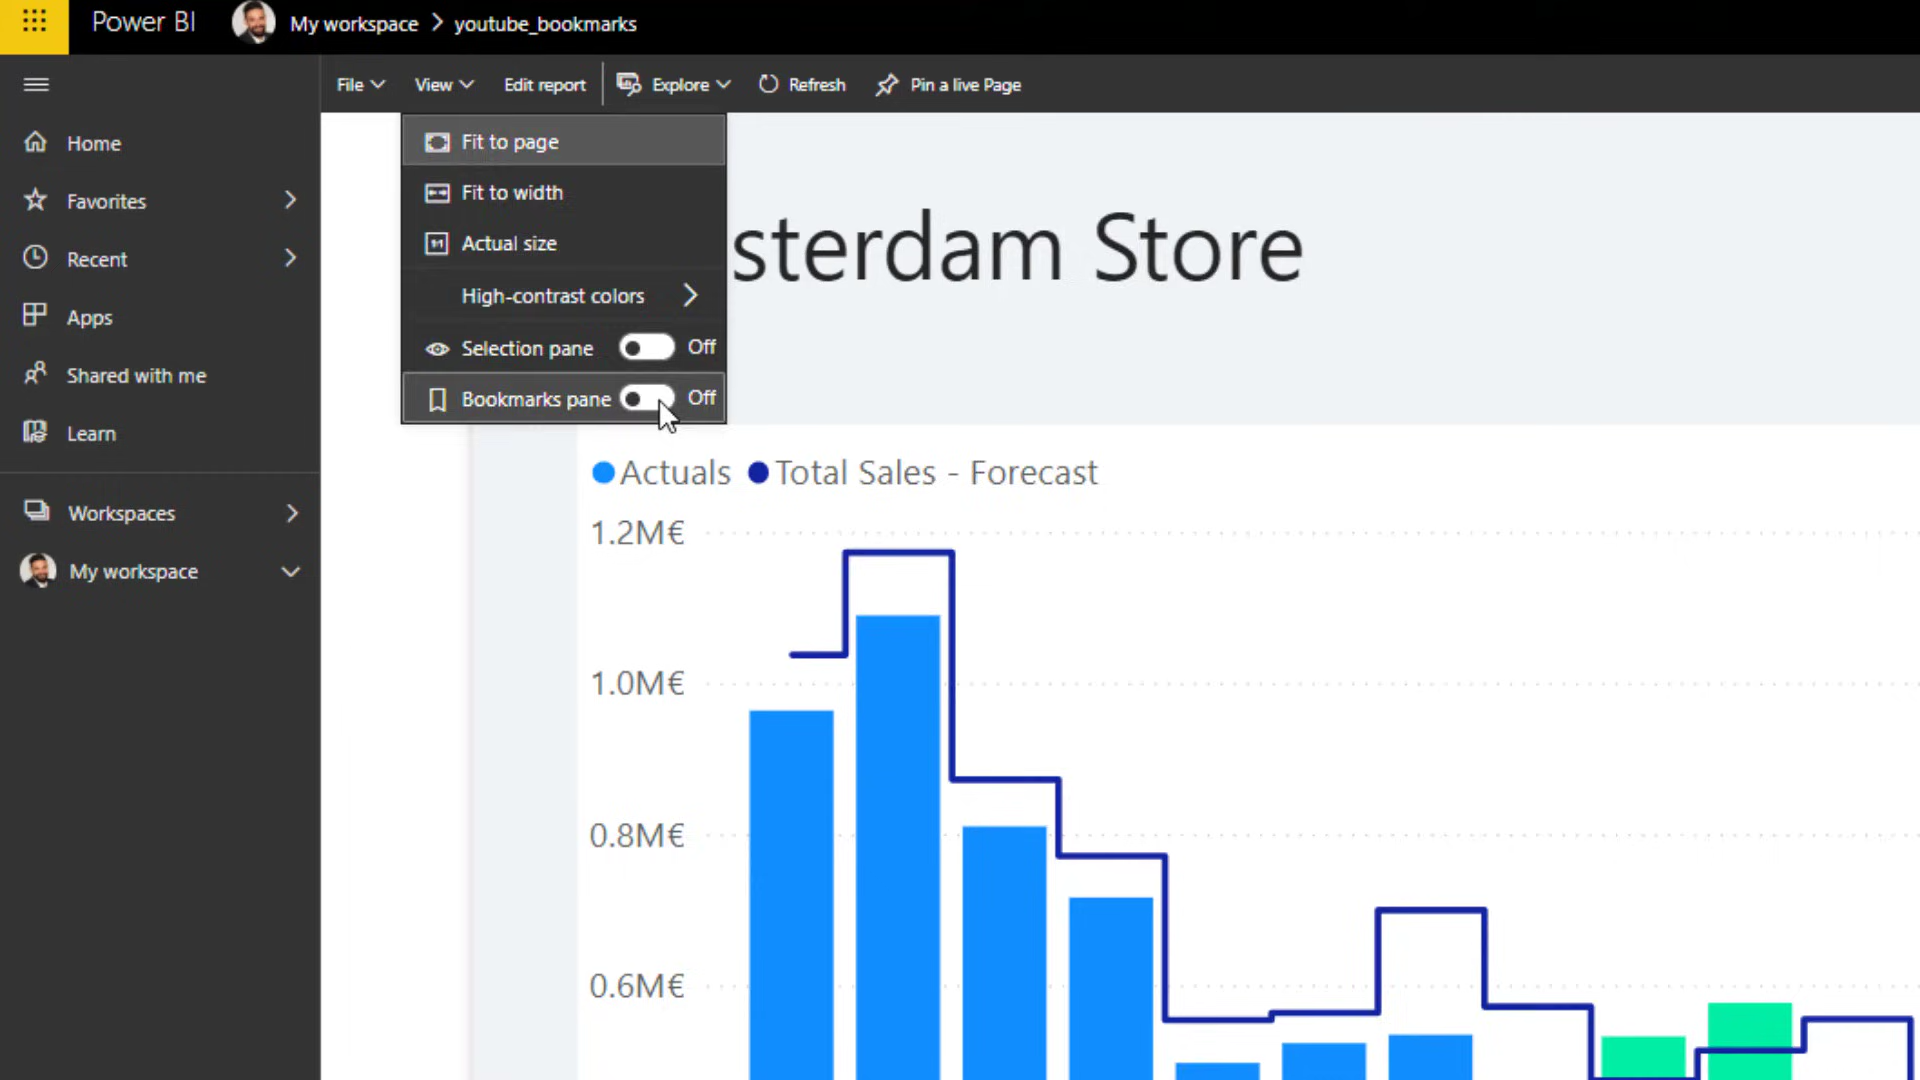 Power BI My workspace > youtube_bookmarks
File View Edit report Explore Refresh Pin a live Page
Home
Favorites
Recent
Apps
Shared with me
Learn
Workspaces
My workspace
Fit to page
Fit to width
Actual size
High-contrast colors
Selection pane Off
Bookmarks pane Off
sterdam Store
Actuals Total Sales - Forecast
1.2M€
1.0M€
0.8M€
0.6M€